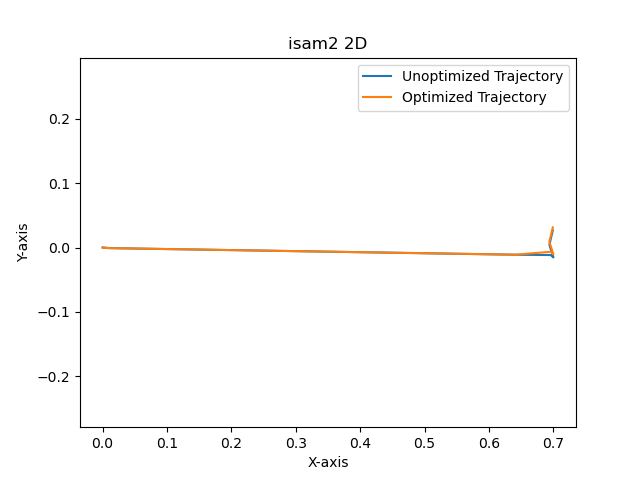 isam2 2D
Unoptimized Trajectory
Optimized Trajectory
0.2
0.1
0.0
−0.1
−0.2
Y-axis
0.0 0.1 0.2 0.3 0.4 0.5 0.6 0.7
X-axis